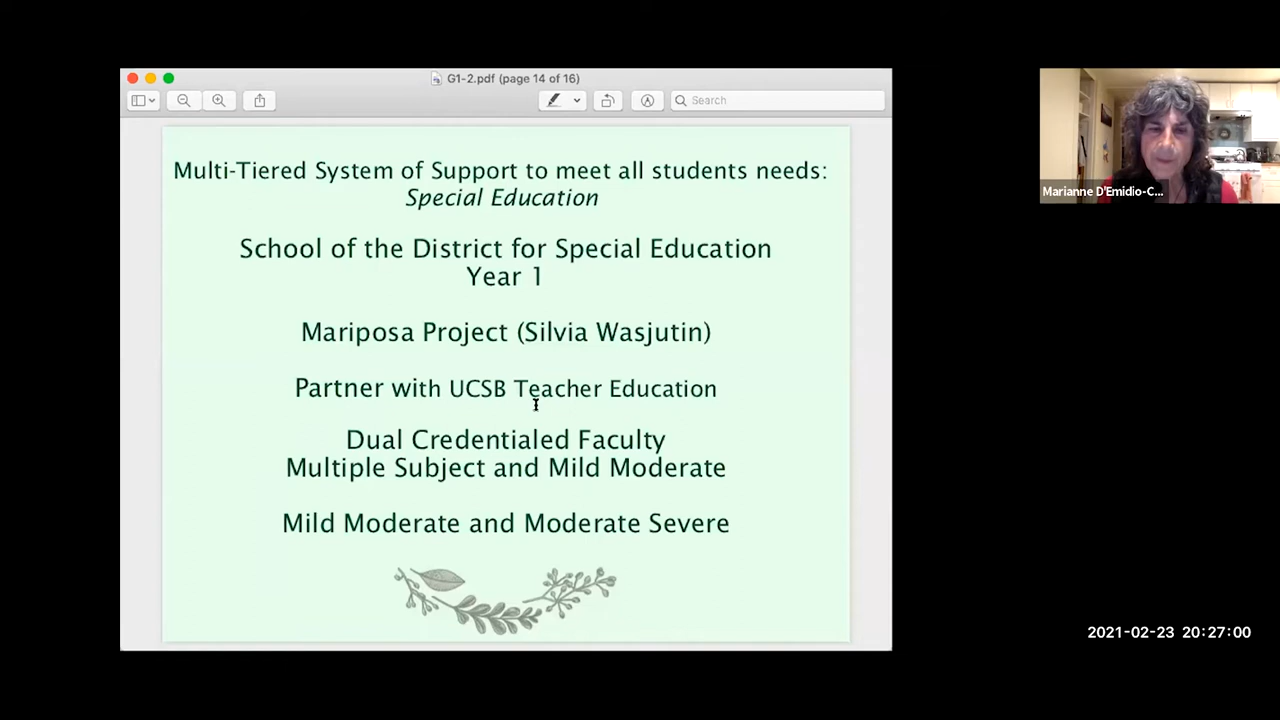 G1-2.pdf (page 14 of 16)
Search
Multi-Tiered System of Support to meet all students needs:
Special Education
School of the District for Special Education
Year 1
Mariposa Project (Silvia Wasjutin)
Partner with UCSB Teacher Education
Dual Credentialed Faculty
Multiple Subject and Mild Moderate
Mild Moderate and Moderate Severe
Marianne D'Emidio-C...
2021-02-23 20:27:00